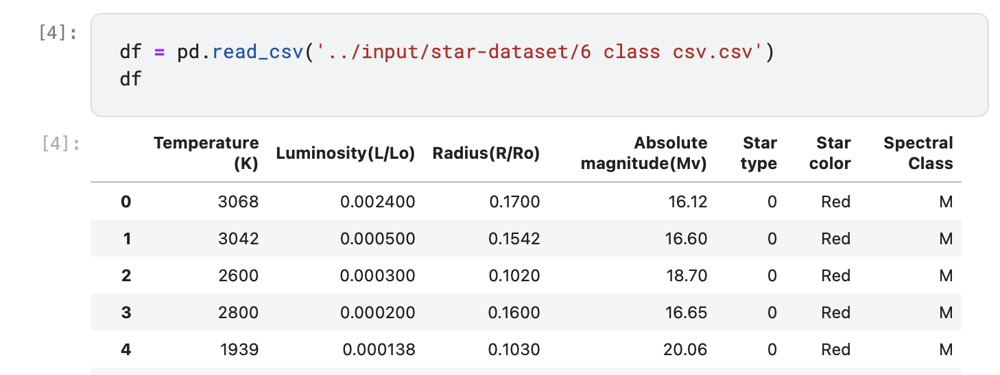 [4]:
df = pd.read_csv('../input/star-dataset/6 class csv.csv')
df
[4]:
Temperature (K) Luminosity(L/Lo) Radius(R/Ro) Absolute magnitude(Mv) Star type Star color Spectral Class
0 3068 0.002400 0.1700 16.12 0 Red M
1 3042 0.000500 0.1542 16.60 0 Red M
2 2600 0.000300 0.1020 18.70 0 Red M
3 2800 0.000200 0.1600 16.65 0 Red M
4 1939 0.000138 0.1030 20.06 0 Red M